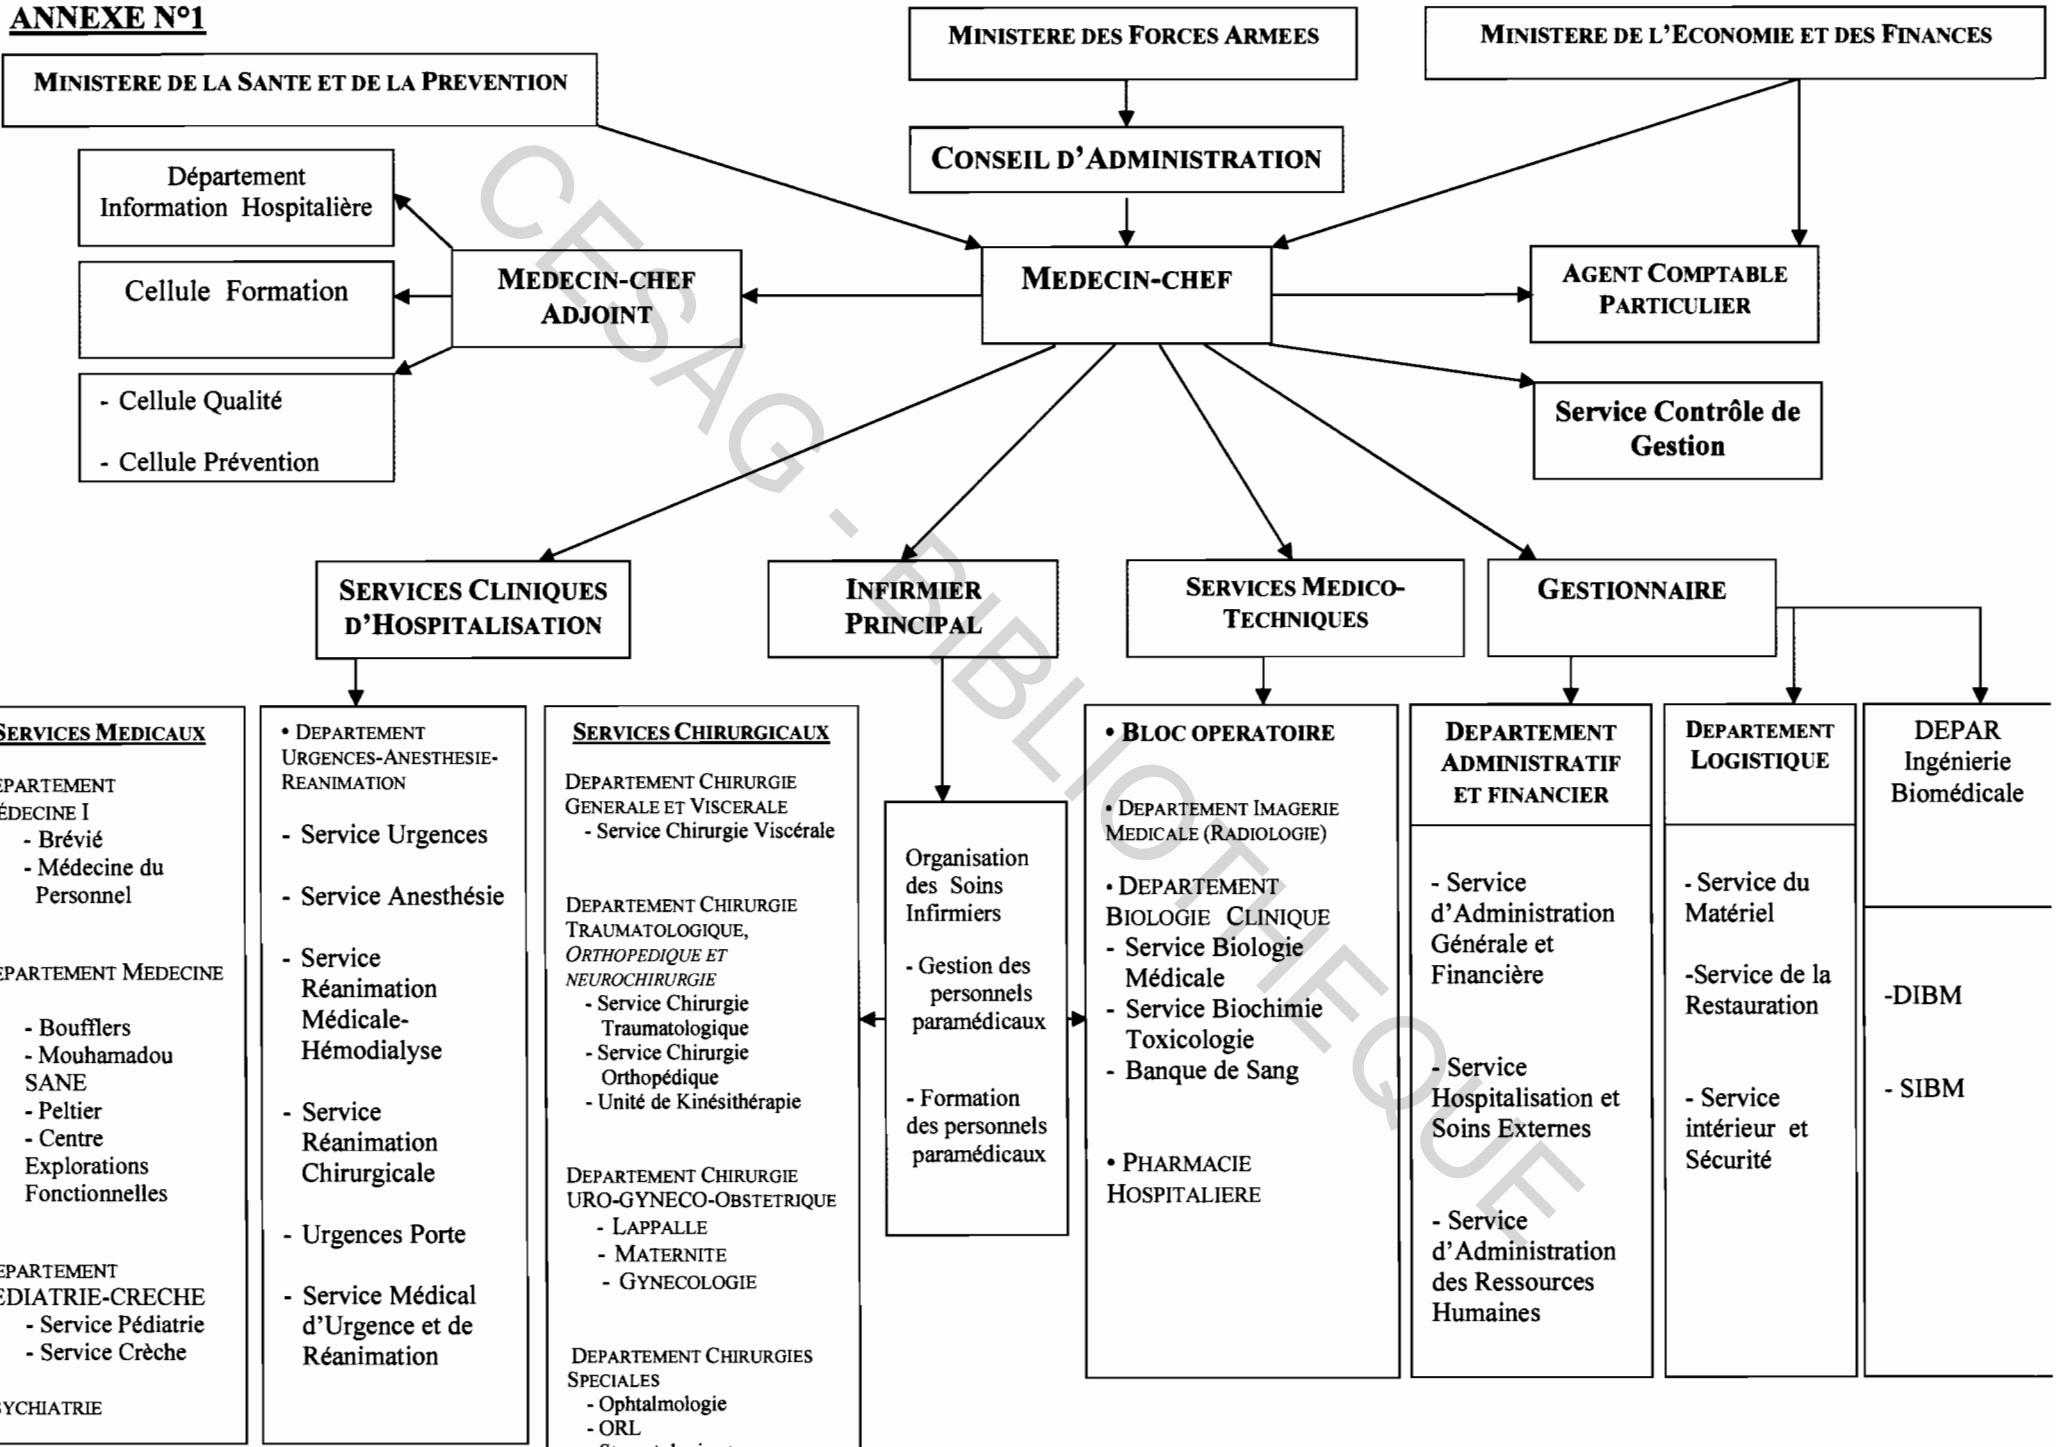 ANNEXE N°1
MINISTERE DES FORCES ARMEES
MINISTERE DE L'ECONOMIE ET DES FINANCES
MINISTERE DE LA SANTE ET DE LA PREVENTION
CONSEIL D'ADMINISTRATION
Département
Information Hospitalière
Cellule Formation
- Cellule Qualité
- Cellule Prévention
MEDECIN-CHEF
ADJOINT
MEDECIN-CHEF
AGENT COMPTABLE
PARTICULIER
Service Contrôle de
Gestion
SERVICES CLINIQUES
D'HOSPITALISATION
INFIRMIER
PRINCIPAL
SERVICES MEDICO-
TECHNIQUES
GESTIONNAIRE
SERVICES MEDICAUX
EPARTEMENT
ÉDECINE I
- Brévié
- Médecine du
Personnel
EPARTEMENT MEDECINE
- Boufflers
- Mouhamadou
SANE
- Peltier
- Centre
Explorations
Fonctionnelles
EPARTEMENT
EDIATRIE-CRECHE
- Service Pédiatrie
- Service Crèche
YCHIATRIE
• DEPARTEMENT
URGENCES-ANESTHESIE-
REANIMATION
- Service Urgences
- Service Anesthésie
- Service
Réanimation
Médicale-
Hémodialyse
- Service
Réanimation
Chirurgicale
- Urgences Porte
- Service Médical
d'Urgence et de
Réanimation
SERVICES CHIRURGICAUX
DEPARTEMENT CHIRURGIE
GENERALE ET VISCERALE
- Service Chirurgie Viscérale
DEPARTEMENT CHIRURGIE
TRAUMATOLOGIQUE,
ORTHOPEDIQUE ET
NEUROCHIRURGIE
- Service Chirurgie
Traumatologique
- Service Chirurgie
Orthopédique
- Unité de Kinésithérapie
DEPARTEMENT CHIRURGIE
URO-GYNECO-OBSTETRIQUE
- LAPPALLE
- MATERNITE
- GYNECOLOGIE
DEPARTEMENT CHIRURGIES
SPECIALES
- Ophtalmologie
- ORL
Organisation
des Soins
Infirmiers
- Gestion des
personnels
paramédicaux
- Formation
des personnels
paramédicaux
• BLOC OPERATOIRE
• DEPARTEMENT IMAGERIE
MEDICALE (RADIOLOGIE)
• DEPARTEMENT
BIOLOGIE CLINIQUE
- Service Biologie
Médicale
- Service Biochimie
Toxicologie
- Banque de Sang
• PHARMACIE
HOSPITALIERE
DEPARTEMENT
ADMINISTRATIF
ET FINANCIER
- Service
d'Administration
Générale et
Financière
- Service
Hospitalisation et
Soins Externes
- Service
d'Administration
des Ressources
Humaines
DEPARTEMENT
LOGISTIQUE
- Service du
Matériel
-Service de la
Restauration
- Service
intérieur et
Sécurité
DEPAR
Ingénierie
Biomédicale
-DIBM
- SIBM
CESAG - BIBLIOTHEQUE